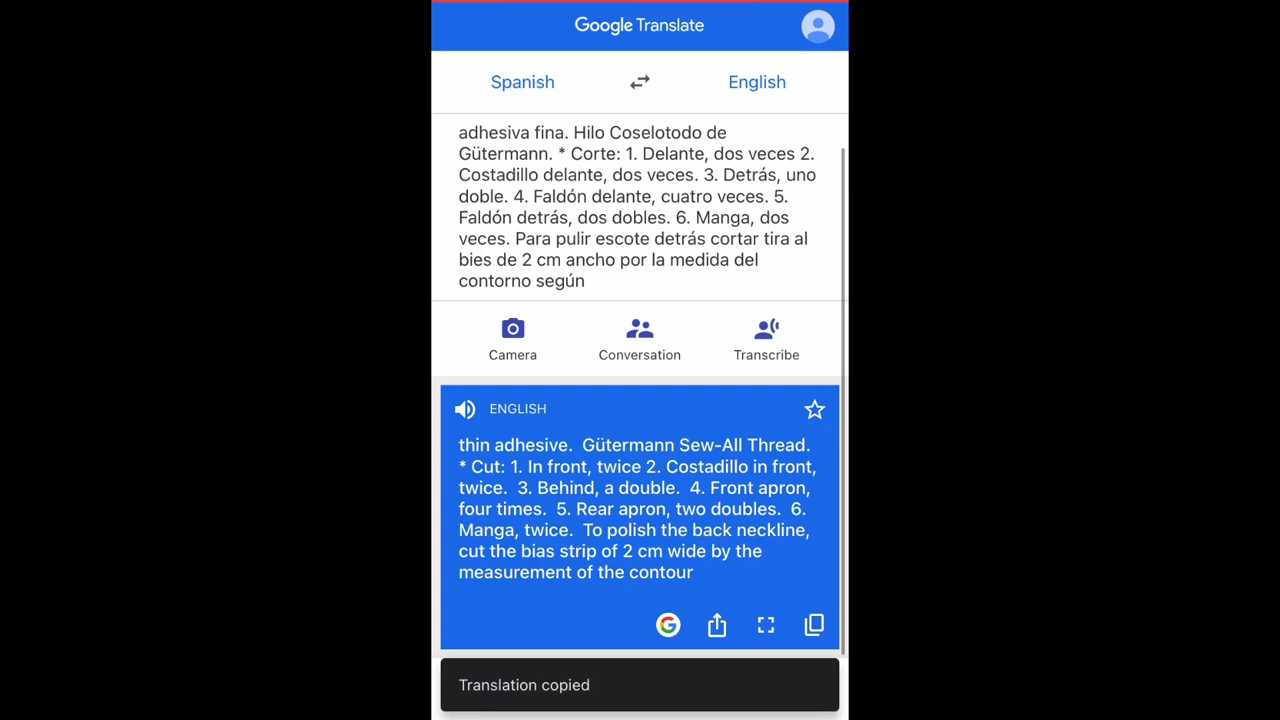 Google Translate
Spanish
English
adhesiva fina. Hilo Coselotodo de
Gütermann. * Corte: 1. Delante, dos veces 2.
Costadillo delante, dos veces. 3. Detrás, uno
doble. 4. Faldón delante, cuatro veces. 5.
Faldón detrás, dos dobles. 6. Manga, dos
veces. Para pulir escote detrás cortar tira al
bies de 2 cm ancho por la medida del
contorno según
Camera
Conversation
Transcribe
ENGLISH
thin adhesive. Gütermann Sew-All Thread.
* Cut: 1. In front, twice 2. Costadillo in front,
twice. 3. Behind, a double. 4. Front apron,
four times. 5. Rear apron, two doubles. 6.
Manga, twice. To polish the back neckline,
cut the bias strip of 2 cm wide by the
measurement of the contour
G
Translation copied